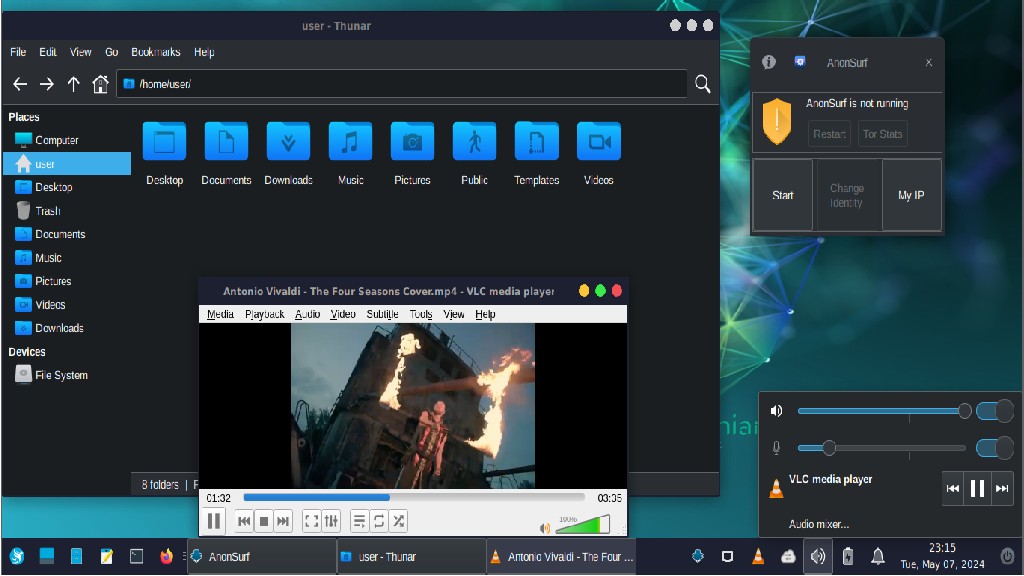 user - Thunar
File Edit View Go Bookmarks Help
/home/user/
Places
Computer
user
Desktop
Trash
Documents
Music
Pictures
Videos
Downloads
Devices
File System
Desktop Documents Downloads Music Pictures Public Templates Videos
8 folders |
AnonSurf X
AnonSurf is not running
Restart Tor Stats
Start Change Identity My IP
Antonio Vivaldi - The Four Seasons Cover.mp4 - VLC media player
Media Playback Audio Video Subtitle Tools View Help
01:32 03:35
190%
VLC media player
Audio mixer...
AnonSurf
user - Thunar
Antonio Vivaldi - The Four ...
23:15
Tue, May 07, 2024